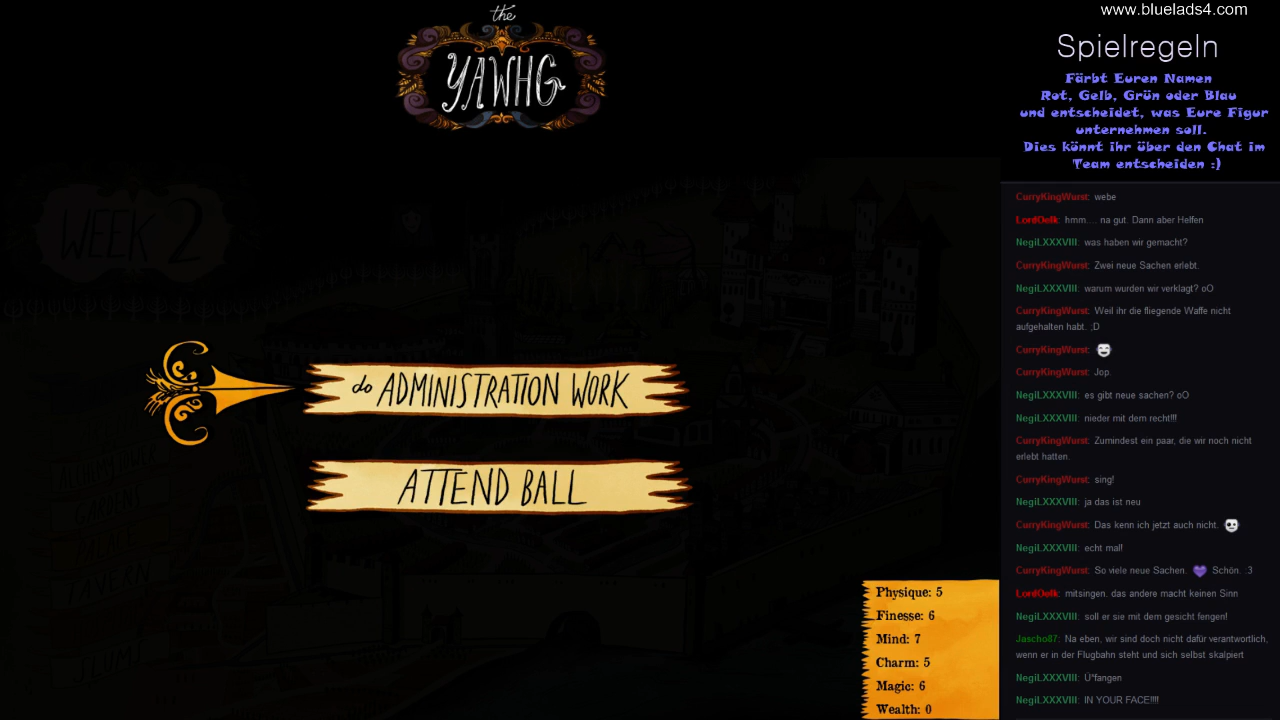 the
YAWHG
WEEK 2
do ADMINISTRATION WORK
ATTEND BALL
GARDENS
PALACE
TAVERN
SLUMS
Physique: 5
Finesse: 6
Mind: 7
Charm: 5
Magic: 6
Wealth: 0
www.bluelads4.com
Spielregeln
Färbt Euren Namen
Rot, Gelb, Grün oder Blau
und entscheidet, was Eure Figur
unternehmen soll.
Dies könnt ihr über den Chat im
Team entscheiden :)
CurryKingWurst: webe
LordOelk: hmm.... na gut. Dann aber Helfen
NegiLXXXVIII: was haben wir gemacht?
CurryKingWurst: Zwei neue Sachen erlebt.
NegiLXXXVIII: warum wurden wir verklagt? oO
CurryKingWurst: Weil ihr die fliegende Waffe nicht
aufgehalten habt. ;D
CurryKingWurst:
CurryKingWurst: Jop.
NegiLXXXVIII: es gibt neue sachen? oO
NegiLXXXVIII: nieder mit dem recht!!!
CurryKingWurst: Zumindest ein paar, die wir noch nicht
erlebt hatten.
CurryKingWurst: sing!
NegiLXXXVIII: ja das ist neu
CurryKingWurst: Das kenn ich jetzt auch nicht.
NegiLXXXVIII: echt mal!
CurryKingWurst: So viele neue Sachen. Schön. :3
LordOelk: mitsingen. das andere macht keinen Sinn
NegiLXXXVIII: soll er sie mit dem gesicht fengen!
Jascho87: Na eben, wir sind doch nicht dafür verantwortlich,
wenn er in der Flugbahn steht und sich selbst skalpiert
NegiLXXXVIII: Ü*fangen
NegiLXXXVIII: IN YOUR FACE!!!!